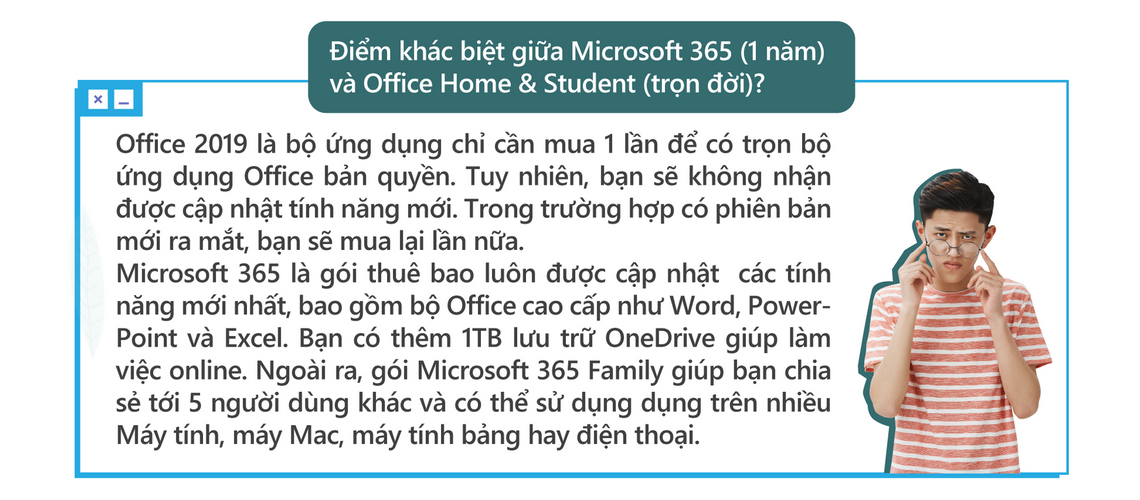 Điểm khác biệt giữa Microsoft 365 (1 năm)
và Office Home & Student (trọn đời)?
Office 2019 là bộ ứng dụng chỉ cần mua 1 lần để có trọn bộ
ứng dụng Office bản quyền. Tuy nhiên, bạn sẽ không nhận
được cập nhật tính năng mới. Trong trường hợp có phiên bản
mới ra mắt, bạn sẽ mua lại lần nữa.
Microsoft 365 là gói thuê bao luôn được cập nhật các tính
năng mới nhất, bao gồm bộ Office cao cấp như Word, Power-
Point và Excel. Bạn có thêm 1TB lưu trữ OneDrive giúp làm
việc online. Ngoài ra, gói Microsoft 365 Family giúp bạn chia
sẻ tới 5 người dùng khác và có thể sử dụng dụng trên nhiều
Máy tính, máy Mac, máy tính bảng hay điện thoại.